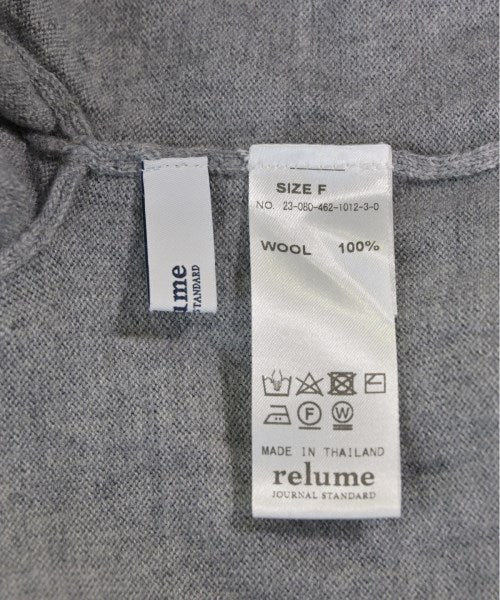 ume
STANDARD
SIZE F
NO. 23-080-462-1012-3-0
WOOL 100%
F W
MADE IN THAILAND
relume
JOURNAL STANDARD